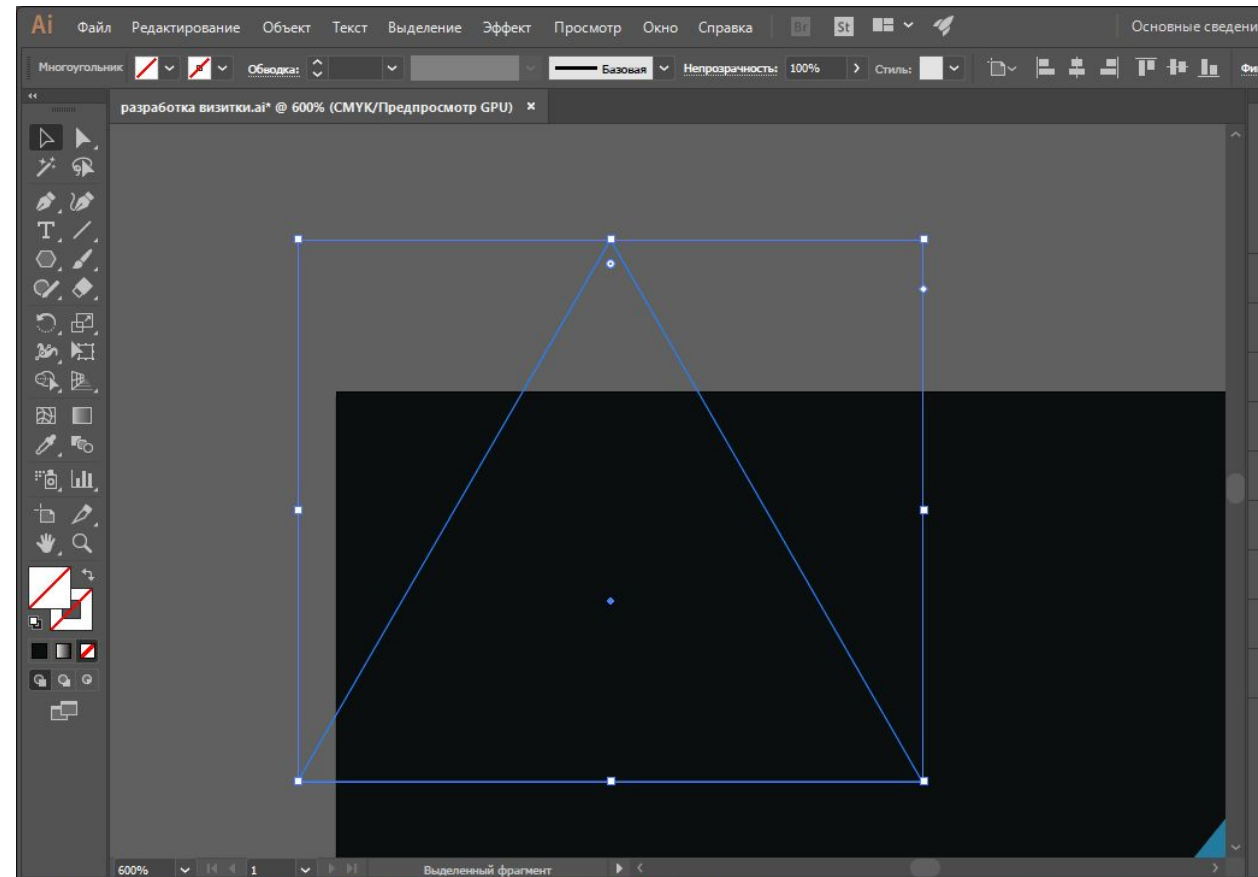 Ai Файл Редактирование Объект Текст Выделение Эффект Просмотр Окно Справка Br St Основные сведени
Многоугольник Обводка: Базовая Непрозрачность: 100% Стиль: Фи
разработка визитки.ai* @ 600% (CMYK/Предпросмотр GPU) ×
600% 1 Выделенный фрагмент